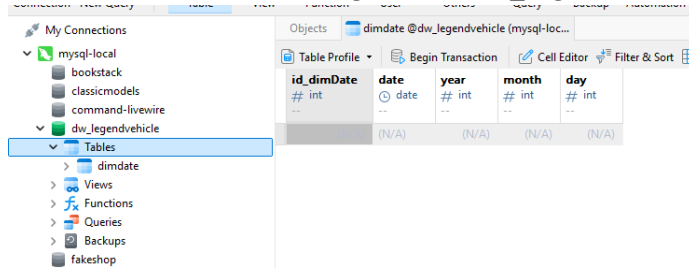 Connection New Query Table View Function User Others Query Backup Automation
My Connections
Objects dimdate @dw_legendvehicle (mysql-loc...
mysql-local
Table Profile Begin Transaction Cell Editor Filter & Sort
bookstack
id_dimDate date year month day
classicmodels
# int date # int # int # int
command-livewire
-- -- -- -- --
dw_legendvehicle
(N/A) (N/A) (N/A) (N/A) (N/A)
Tables
dimdate
Views
Functions
Queries
Backups
fakeshop